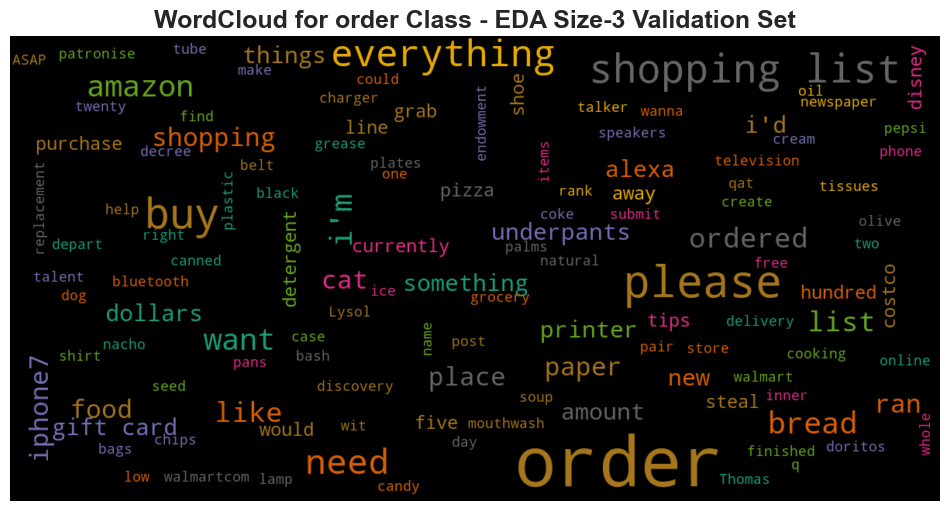 WordCloud for order Class - EDA Size-3 Validation Set
ASAP
patronise
tube
things
everything
shopping list
disney
make
amazon
could
shoe
oil
newspaper
twenty
charger
grab
endowment
talker
wanna
find
line
speakers
i'd
pepsi
cream
purchase
shopping
grease
items
phone
decree
belt
plates
one
alexa
television
replacement
plastic
black
pizza
rank
away
qat
tissues
create
help
buy
i'm
coke
submit
olive
right
detergent
currently
underpants
ordered
two
depart
palms
canned
natural
free
talent
bluetooth
cat
ice
something
please
hundred
costco
dog
grocery
Lysol
dollars
name
printer
tips
delivery
list
nacho
want
case
post
pair
store
cooking
shirt
bash
online
pans
iphone7
seed
discovery
place
paper
new
walmart
inner
soup
food
like
five
mouthwash
amount
steal
bread
ran
gift card
would
wit
whole
bags
chips
day
order
finished
doritos
q
low
walmartcom
lamp
need
candy
Thomas